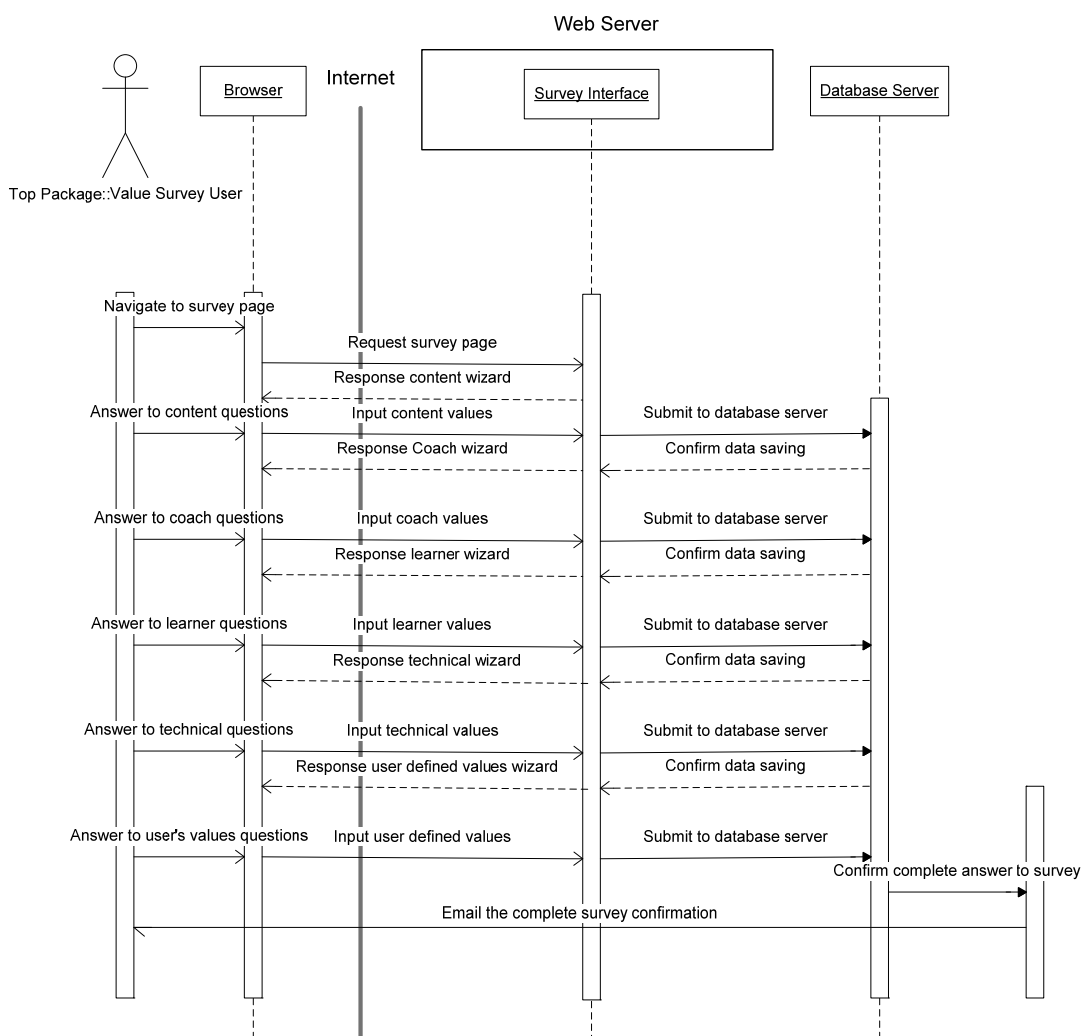 Web Server
Internet
Browser
Survey Interface
Database Server
Top Package::Value Survey User
Navigate to survey page
Request survey page
Response content wizard
Answer to content questions
Input content values
Submit to database server
Response Coach wizard
Confirm data saving
Answer to coach questions
Input coach values
Submit to database server
Response learner wizard
Confirm data saving
Answer to learner questions
Input learner values
Submit to database server
Response technical wizard
Confirm data saving
Answer to technical questions
Input technical values
Submit to database server
Response user defined values wizard
Confirm data saving
Answer to user's values questions
Input user defined values
Submit to database server
Confirm complete answer to survey
Email the complete survey confirmation